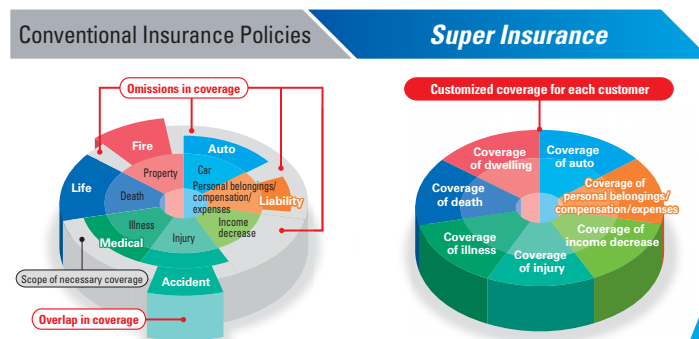 Conventional Insurance Policies
Super Insurance
Omissions in coverage
Fire
Auto
Property
Car
Life
Death
Personal belongings/
compensation/
expenses
Liability
Illness
Injury
Income
decrease
Medical
Accident
Scope of necessary coverage
Overlap in coverage
Customized coverage for each customer
Coverage
of dwelling
Coverage
of auto
Coverage
of death
Coverage of
personal belongings/
compensation/expenses
Coverage
of illness
Coverage
of injury
Coverage of
income decrease